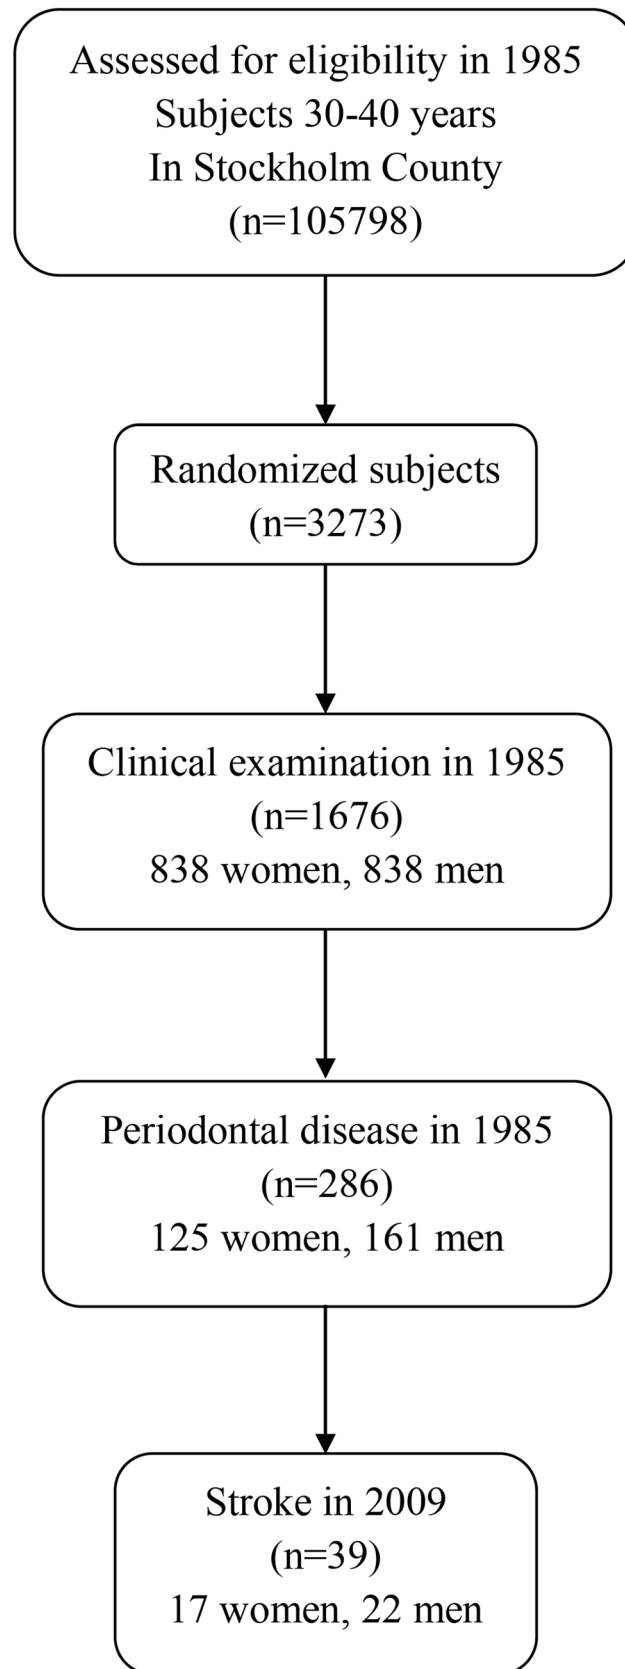 Assessed for eligibility in 1985
Subjects 30-40 years
In Stockholm County
(n=105798)
Randomized subjects
(n=3273)
Clinical examination in 1985
(n=1676)
838 women, 838 men
Periodontal disease in 1985
(n=286)
125 women, 161 men
Stroke in 2009
(n=39)
17 women, 22 men